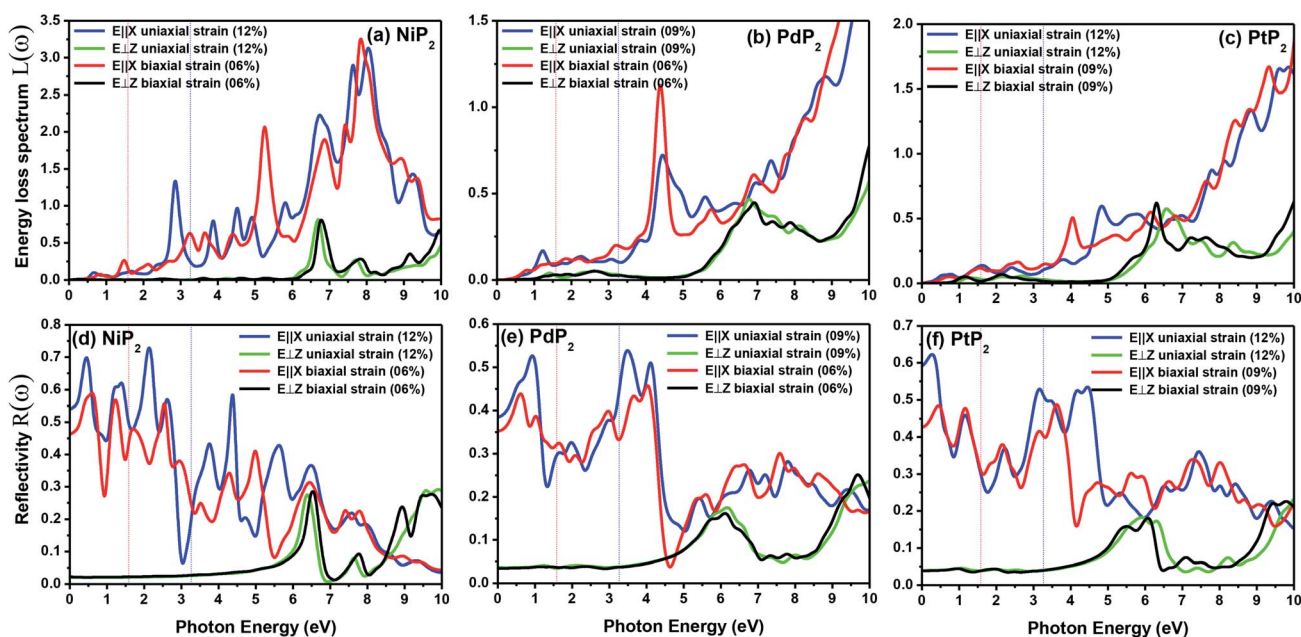 Energy loss spectrum L(ω)
3.5
3.0
2.5
2.0
1.5
1.0
0.5
0.0
(a) NiP2
E||X uniaxial strain (12%)
E⊥Z uniaxial strain (12%)
E||X biaxial strain (06%)
E⊥Z biaxial strain (06%)
0 1 2 3 4 5 6 7 8 9 10
1.5
1.0
0.5
0.0
(b) PdP2
E||X uniaxial strain (09%)
E⊥Z uniaxial strain (09%)
E||X biaxial strain (06%)
E⊥Z biaxial strain (06%)
0 1 2 3 4 5 6 7 8 9 10
2.0
1.5
1.0
0.5
0.0
(c) PtP2
E||X uniaxial strain (12%)
E⊥Z uniaxial strain (12%)
E||X biaxial strain (09%)
E⊥Z biaxial strain (09%)
0 1 2 3 4 5 6 7 8 9 10
Reflectivity R(ω)
0.8
0.7
0.6
0.5
0.4
0.3
0.2
0.1
0.0
(d) NiP2
E||X uniaxial strain (12%)
E⊥Z uniaxial strain (12%)
E||X biaxial strain (06%)
E⊥Z biaxial strain (06%)
0 1 2 3 4 5 6 7 8 9 10
Photon Energy (eV)
0.6
0.5
0.4
0.3
0.2
0.1
0.0
(e) PdP2
E||X uniaxial strain (09%)
E⊥Z uniaxial strain (09%)
E||X biaxial strain (06%)
E⊥Z biaxial strain (06%)
0 1 2 3 4 5 6 7 8 9 10
Photon Energy (eV)
0.7
0.6
0.5
0.4
0.3
0.2
0.1
0.0
(f) PtP2
E||X uniaxial strain (12%)
E⊥Z uniaxial strain (12%)
E||X biaxial strain (09%)
E⊥Z biaxial strain (09%)
0 1 2 3 4 5 6 7 8 9 10
Photon Energy (eV)